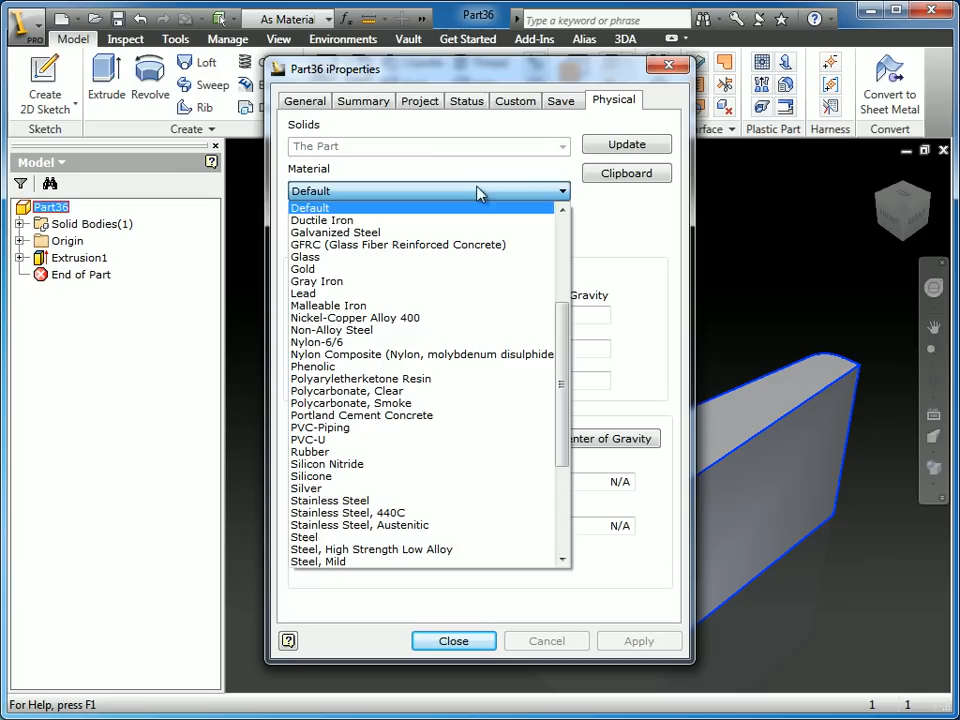 As Material
Part36
Type a keyword or phrase
PRO
Model Inspect Tools Manage View Environments Vault Get Started Add-Ins Alias 3DA
Create
2D Sketch
Extrude
Revolve
Loft
Sweep
Rib
Convert to
Sheet Metal
Sketch
Create
Plastic Part
Harness
Convert
Model
Part36
Solid Bodies(1)
Origin
Extrusion1
End of Part
Part36 iProperties
General Summary Project Status Custom Save Physical
Solids
The Part
Update
Material
Clipboard
Default
Default
Ductile Iron
Galvanized Steel
GFRC (Glass Fiber Reinforced Concrete)
Glass
Gold
Gray Iron
Lead
Gravity
Malleable Iron
Nickel-Copper Alloy 400
Non-Alloy Steel
Nylon-6/6
Nylon Composite (Nylon, molybdenum disulphide
Phenolic
Polyaryletherketone Resin
Polycarbonate, Clear
Polycarbonate, Smoke
Portland Cement Concrete
PVC-Piping
PVC-U
enter of Gravity
Rubber
Silicon Nitride
Silicone
N/A
Silver
Stainless Steel
Stainless Steel, 440C
Stainless Steel, Austenitic
N/A
Steel
Steel, High Strength Low Alloy
Steel, Mild
Close
Cancel
Apply
For Help, press F1
1 1